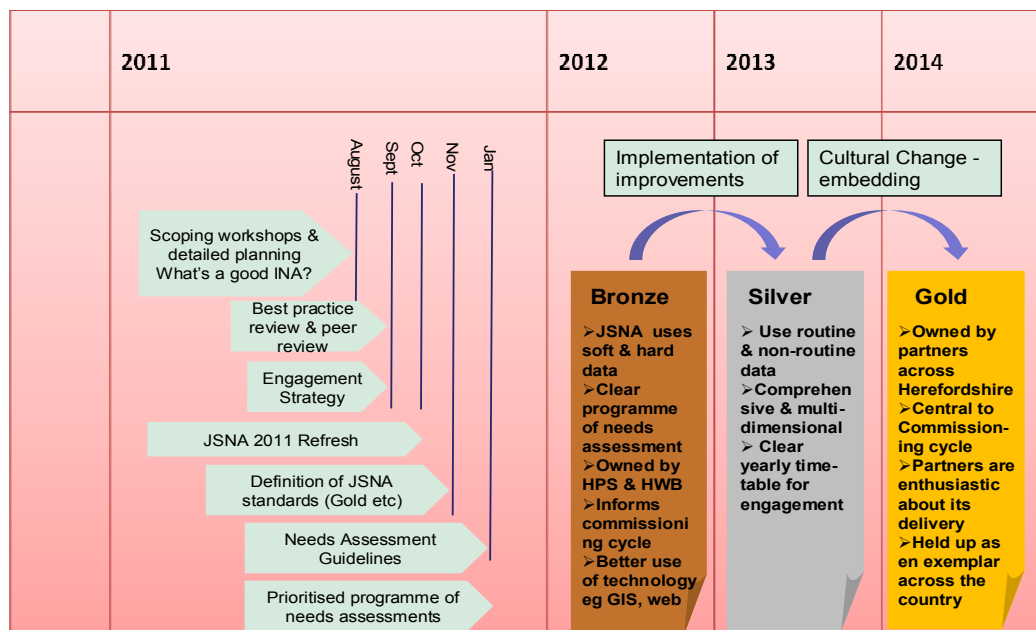 2011
2012
2013
2014
August
Sept
Oct
Nov
Jan
Scoping workshops &
detailed planning
What's a good INA?
Best practice
review & peer
review
Engagement
Strategy
JSNA 2011 Refresh
Definition of JSNA
standards (Gold etc)
Needs Assessment
Guidelines
Prioritised programme of
needs assessments
Implementation of
improvements
Cultural Change -
embedding
Bronze
➢JSNA uses
soft & hard
data
➢Clear
programme
of needs
assessment
➢Owned by
HPS & HWB
➢Informs
commissioni
ng cycle
➢Better use
of technology
eg GIS, web
Silver
➢ Use routine
& non-routine
data
➢Comprehen
sive & multi-
dimensional
➢ Clear
yearly time-
table for
engagement
Gold
➢Owned by
partners
across
Herefordshire
➢Central to
Commission-
ing cycle
➢Partners are
enthusiastic
about its
delivery
➢Held up as
en exemplar
across the
country